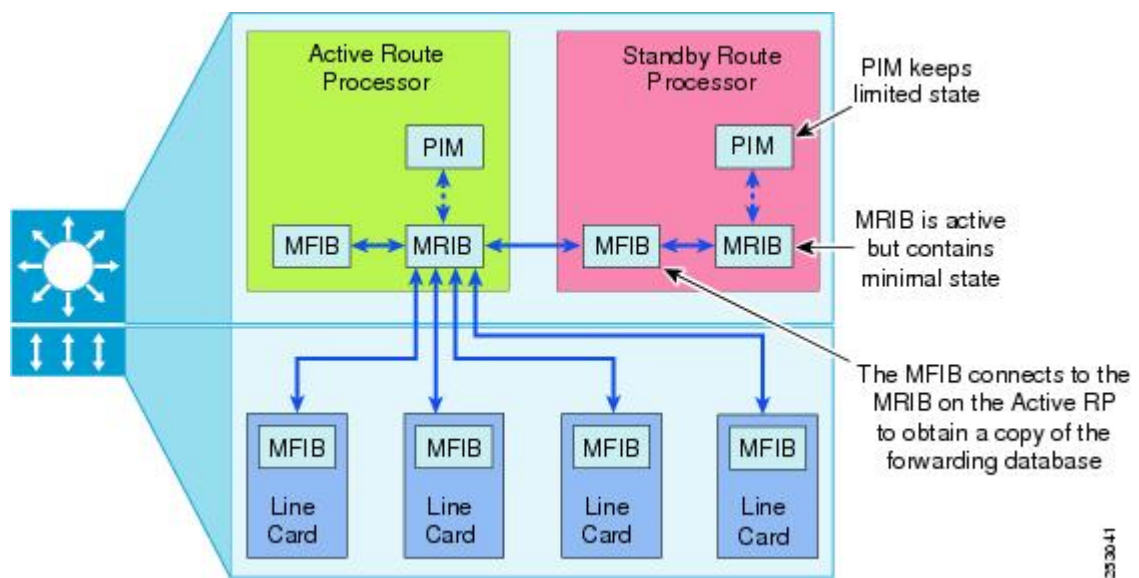 Active Route
Processor
Standby Route
Processor
PIM keeps
limited state
PIM
PIM
MFIB
MRIB
MFIB
MRIB
MRIB is active
but contains
minimal state
The MFIB connects to the
MRIB on the Active RP
to obtain a copy of the
forwarding database
MFIB
Line
Card
MFIB
Line
Card
MFIB
Line
Card
MFIB
Line
Card
253041